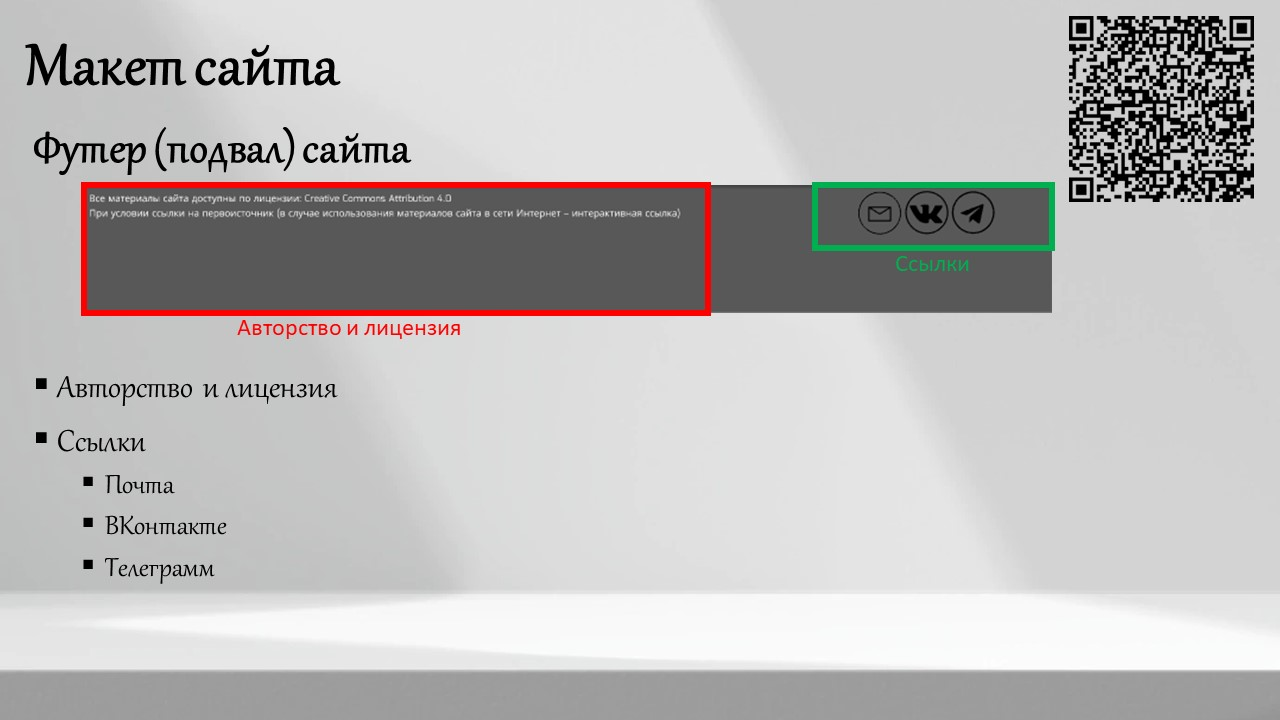 Макет сайта
Футер (подвал) сайта
Все материалы сайта доступны по лицензии: Creative Commons Attribution 4.0
При условии ссылки на первоисточник (в случае использования материалов сайта в сети Интернет – интерактивная ссылка)
Ссылки
Авторство и лицензия
Авторство и лицензия
Ссылки
Почта
ВКонтакте
Телеграмм